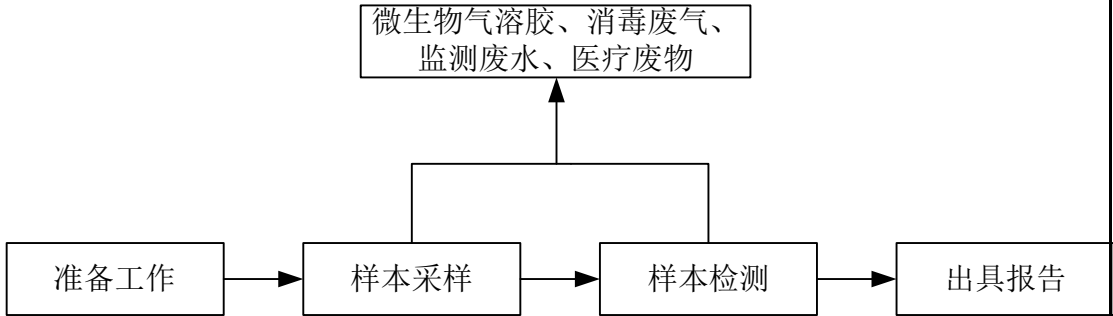 微生物气溶胶、消毒废气、
监测废水、医疗废物
准备工作
样本采样
样本检测
出具报告